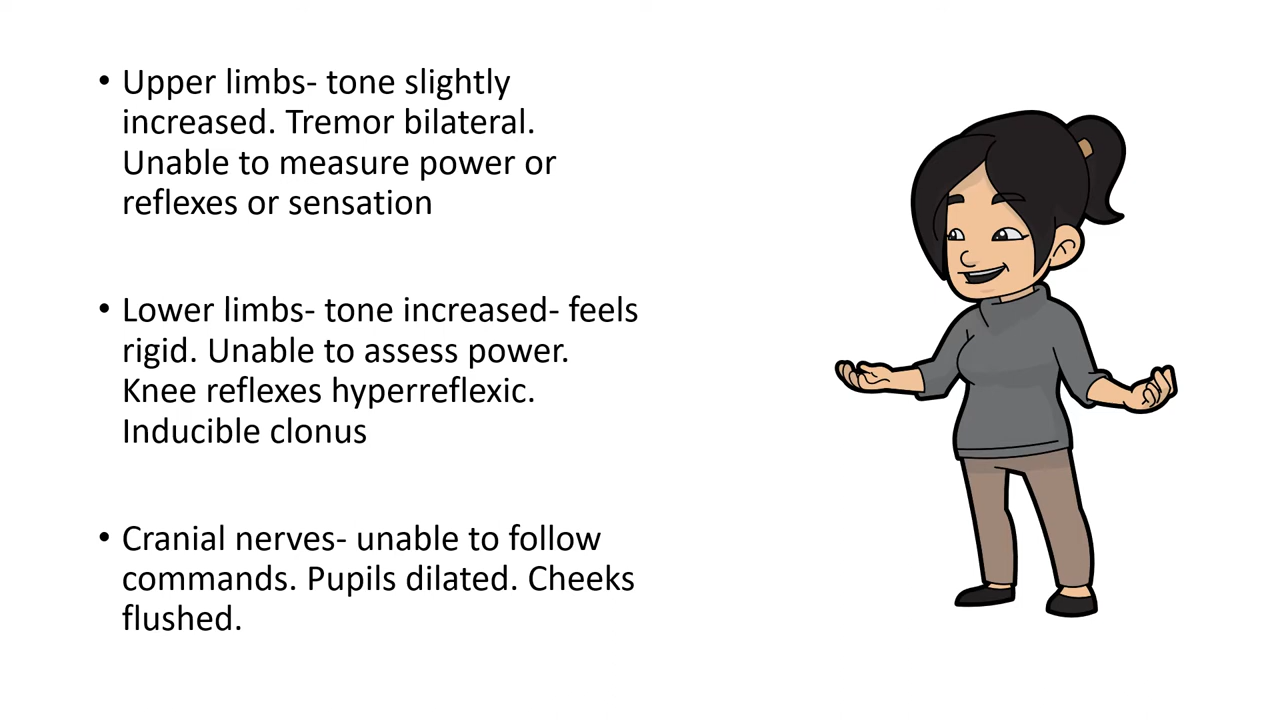 • Upper limbs- tone slightly
increased. Tremor bilateral.
Unable to measure power or
reflexes or sensation
• Lower limbs- tone increased- feels
rigid. Unable to assess power.
Knee reflexes hyperreflexic.
Inducible clonus
• Cranial nerves- unable to follow
commands. Pupils dilated. Cheeks
flushed.